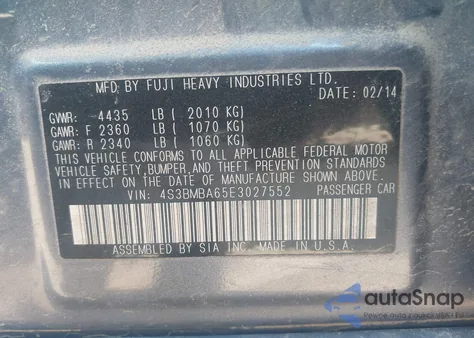 MFD BY FUJI HEAVY INDUSTRIES LTD.
DATE: 02/14
GVWR: 4435 LB ( 2010 KG)
GAWR: F 2360 LB ( 1070 KG)
GAWR: R 2340 LB ( 1060 KG)
THIS VEHICLE CONFORMS TO ALL APPLICABLE FEDERAL MOTOR
VEHICLE SAFETY, BUMPER, AND THEFT PREVENTION STANDARDS
IN EFFECT ON THE DATE OF MANUFACTURE SHOWN ABOVE.
VIN: 4S3BMBA65E3027552 PASSENGER CAR
ASSEMBLED BY SIA INC. MADE IN U.S.A.
autaSnap